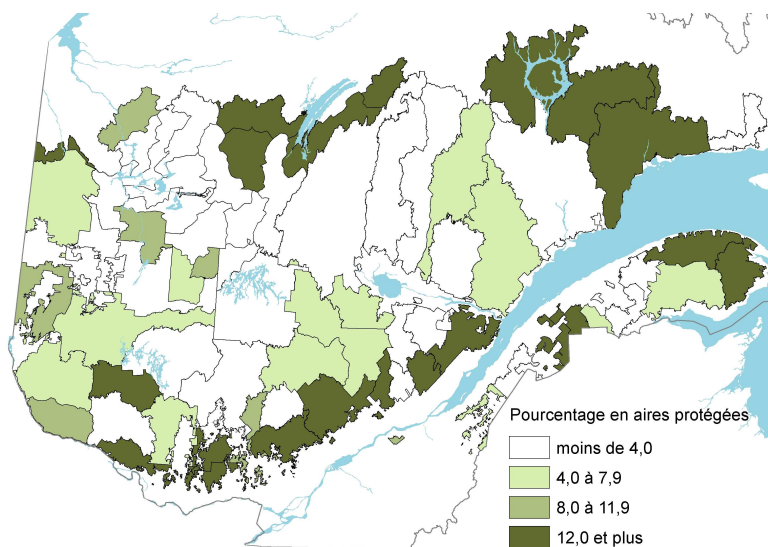 Pourcentage en aires protégées
moins de 4,0
4,0 à 7,9
8,0 à 11,9
12,0 et plus